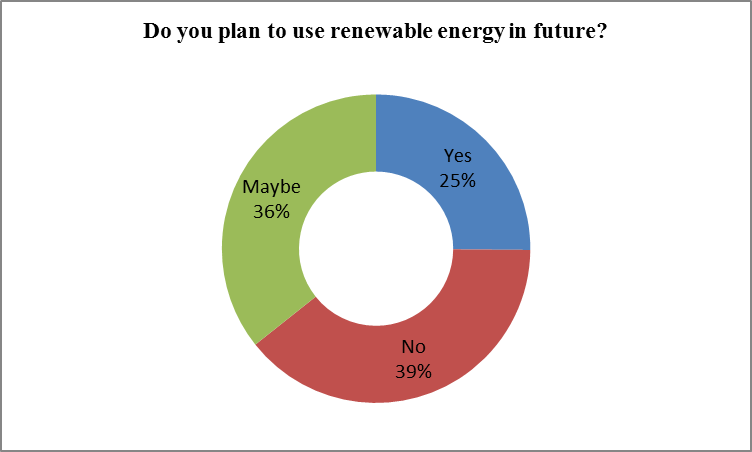 Do you plan to use renewable energy in future?
Yes
25%
Maybe
36%
No
39%